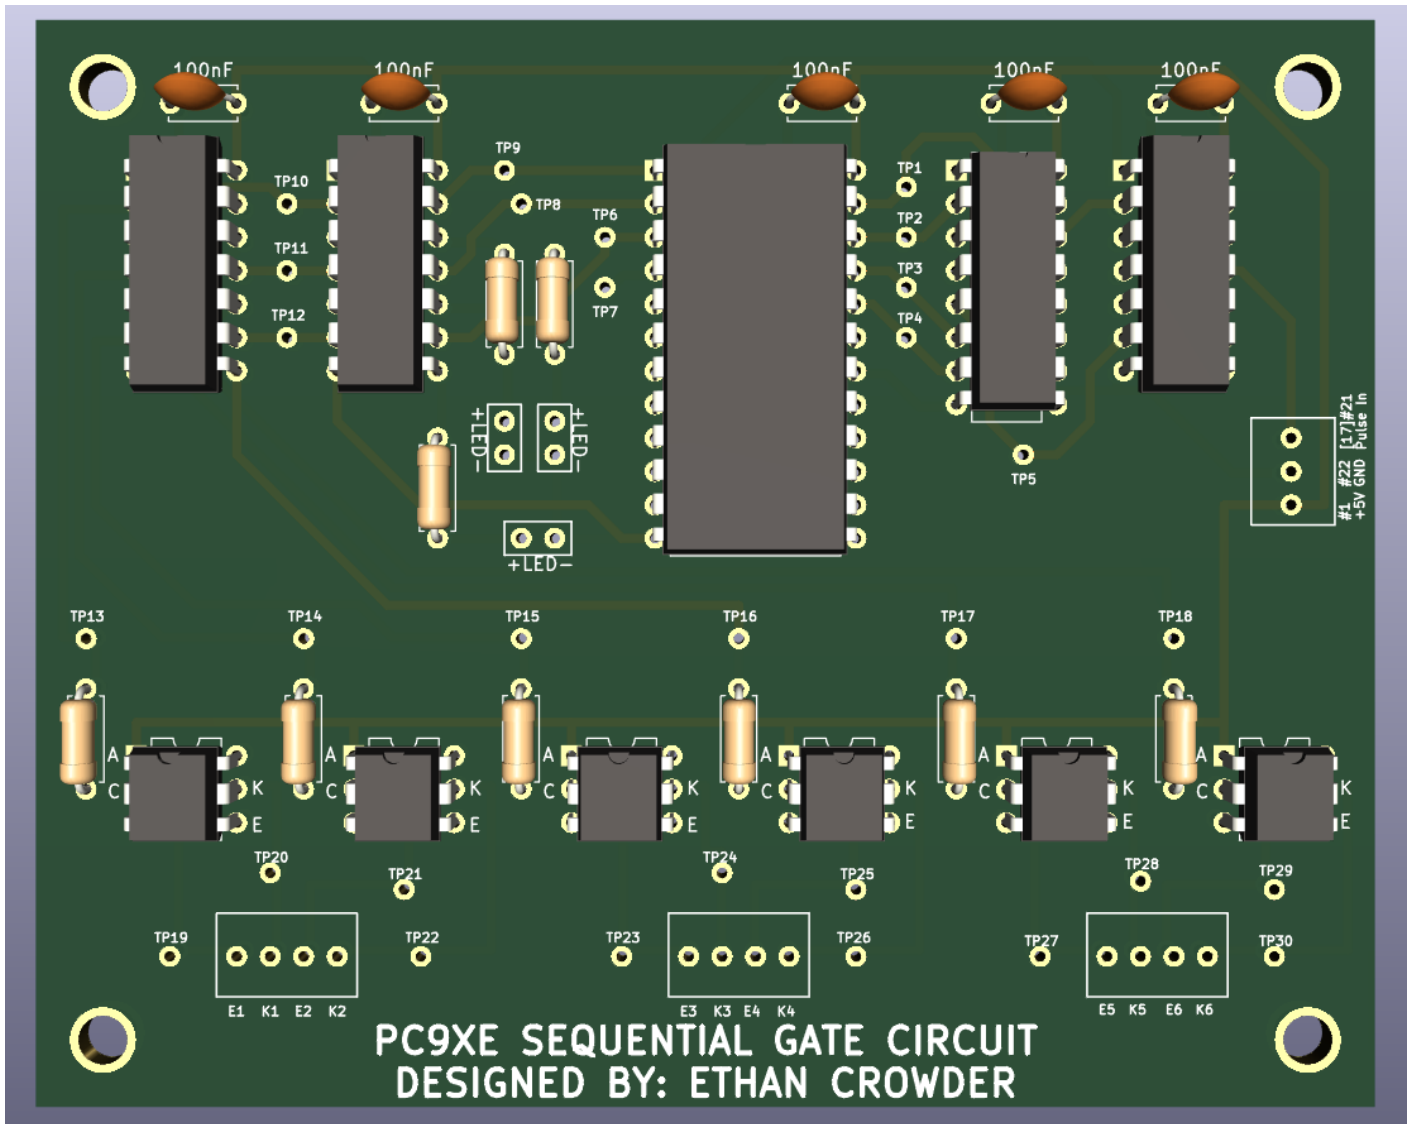 100nF 100nF 100nF 100nF 100nF
TP9
TP1
TP10
TP8
TP6
TP2
TP11
TP3
TP12
TP7
TP4
+LED-
+LED-
#1 #22 [17]#21
+5V GND Pulse In
TP5
+LED-
TP13 TP14 TP15 TP16 TP17 TP18
A A A A A A
C K C K C K C K C K C K
E E E E E E
TP20 TP24 TP28
TP21 TP25 TP29
TP19 TP22 TP23 TP26 TP27 TP30
E1 K1 E2 K2 E3 K3 E4 K4 E5 K5 E6 K6
PC9XE SEQUENTIAL GATE CIRCUIT
DESIGNED BY: ETHAN CROWDER